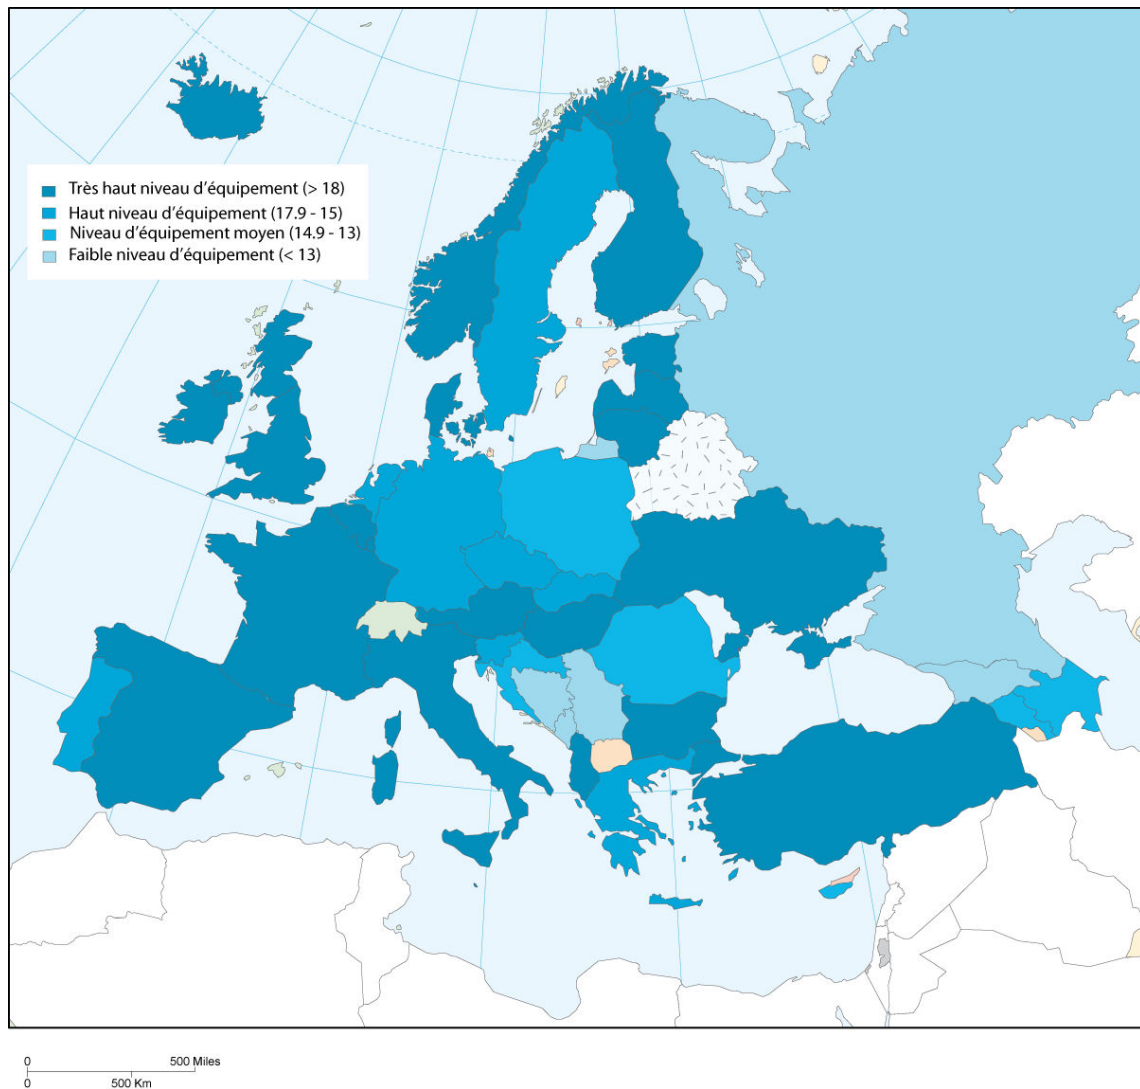 Très haut niveau d'équipement (> 18)
Haut niveau d'équipement (17.9 - 15)
Niveau d'équipement moyen (14.9 - 13)
Faible niveau d'équipement (< 13)
0 500 Miles
0 500 Km